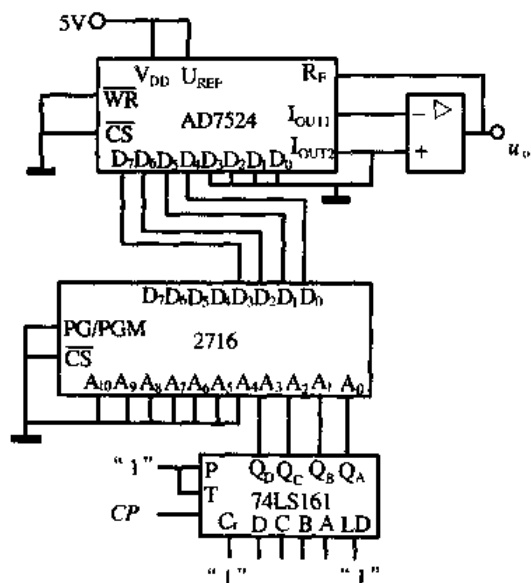 5V
V_DD U_REF R_F
WR̅ AD7524 I_OUT1
CS̅ I_OUT2
D₇ D₆ D₅ D₄ D₃ D₂ D₁ D₀
− ▷
+
u_o
D₇ D₆ D₅ D₄ D₃ D₂ D₁ D₀
PG/PGM 2716
CS̅
A₁₀ A₉ A₈ A₇ A₆ A₅ A₄ A₃ A₂ A₁ A₀
"1" P Q_D Q_C Q_B Q_A
T 74LS161
CP C_r D C B A LD
"1" "1"